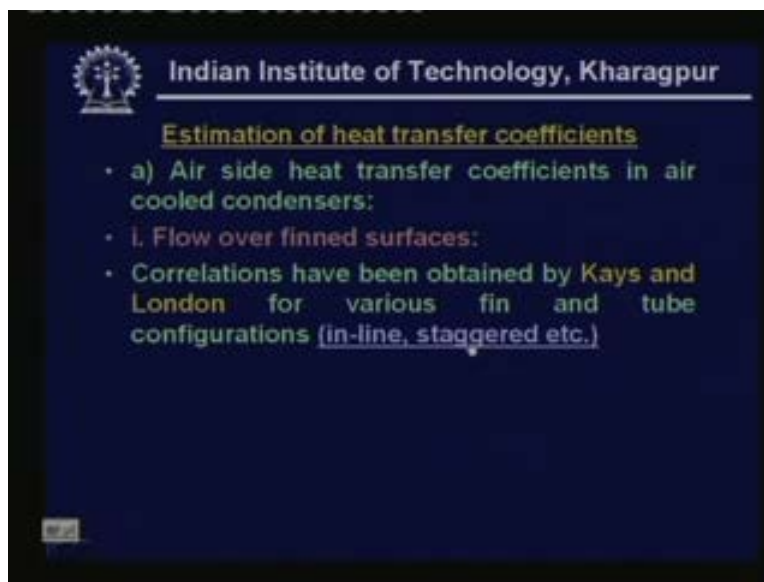 Indian Institute of Technology, Kharagpur
Estimation of heat transfer coefficients
• a) Air side heat transfer coefficients in air
cooled condensers:
• i. Flow over finned surfaces:
• Correlations have been obtained by Kays and
London for various fin and tube
configurations (in-line, staggered etc.)